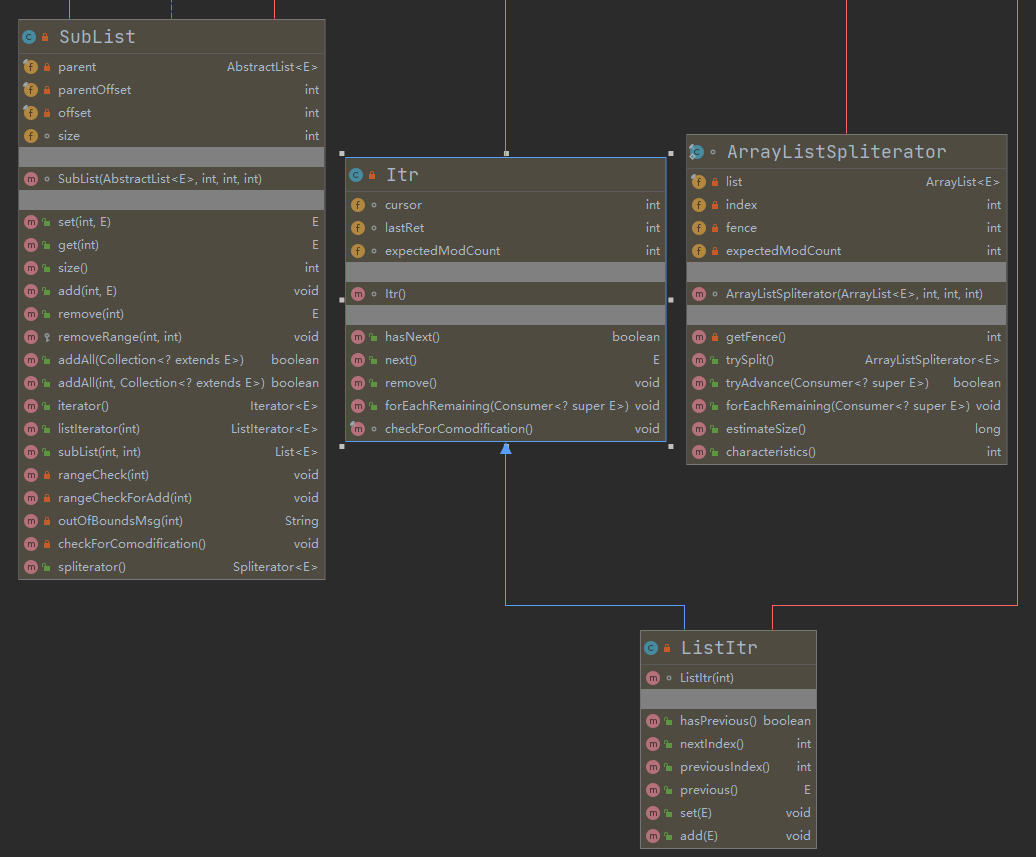 SubList
parent AbstractList<E>
parentOffset int
offset int
size int
SubList(AbstractList<E>, int, int, int)
set(int, E) E
get(int) E
size() int
add(int, E) void
remove(int) E
removeRange(int, int) void
addAll(Collection<? extends E>) boolean
addAll(int, Collection<? extends E>) boolean
iterator() Iterator<E>
listIterator(int) ListIterator<E>
subList(int, int) List<E>
rangeCheck(int) void
rangeCheckForAdd(int) void
outOfBoundsMsg(int) String
checkForComodification() void
spliterator() Spliterator<E>
Itr
cursor int
lastRet int
expectedModCount int
Itr()
hasNext() boolean
next() E
remove() void
forEachRemaining(Consumer<? super E>) void
checkForComodification() void
ArrayListSpliterator
list ArrayList<E>
index int
fence int
expectedModCount int
ArrayListSpliterator(ArrayList<E>, int, int, int)
getFence() int
trySplit() ArrayListSpliterator<E>
tryAdvance(Consumer<? super E>) boolean
forEachRemaining(Consumer<? super E>) void
estimateSize() long
characteristics() int
ListItr
ListItr(int)
hasPrevious() boolean
nextIndex() int
previousIndex() int
previous() E
set(E) void
add(E) void